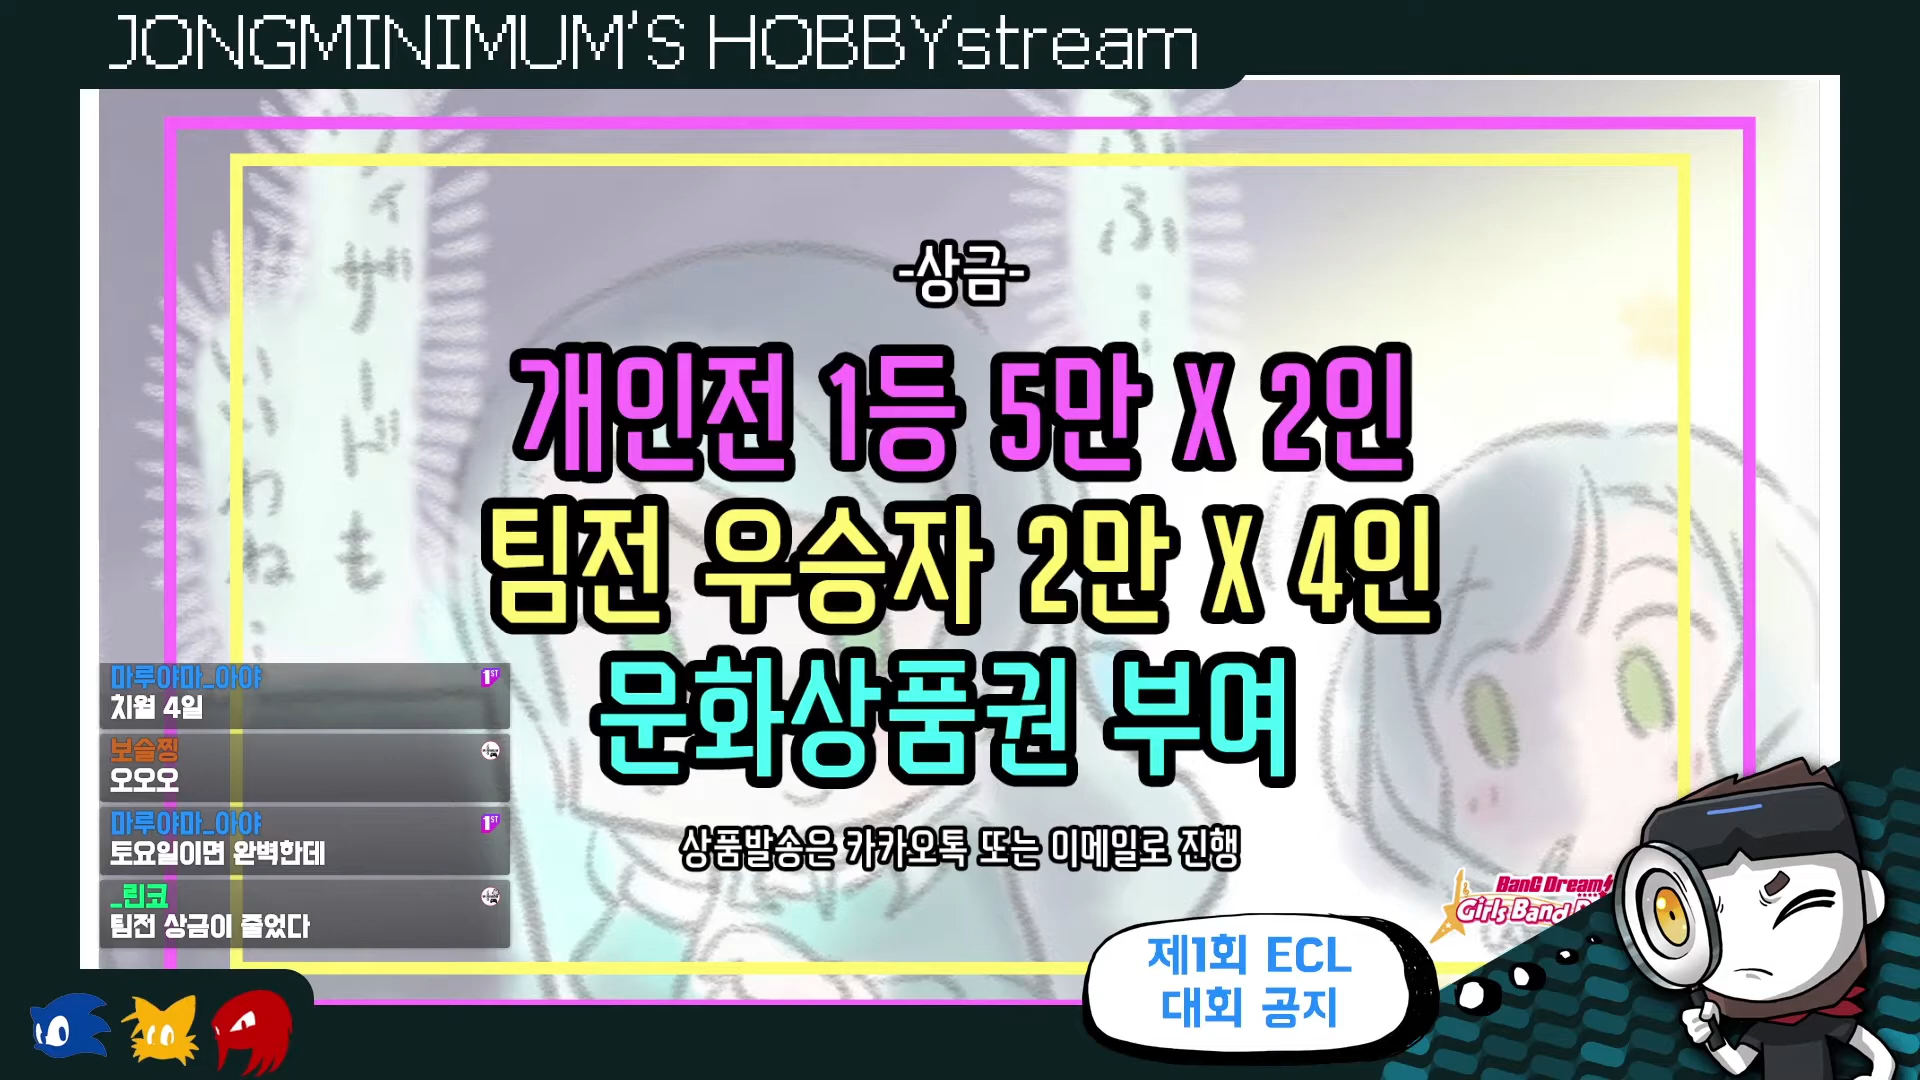 JONGMINIMUM'S HOBBYstream
-상금-
개인전 1등 5만 X 2인
팀전 우승자 2만 X 4인
문화상품권 부여
상품발송은 카카오톡 또는 이메일로 진행
마루야마_아야
1ST
치월 4일
보슬찡
오오오
마루야마_아야
1ST
토요일이면 완벽한데
_린코
팀전 상금이 줄었다
BanG Dream!
Girls Band
제1회 ECL
대회 공지